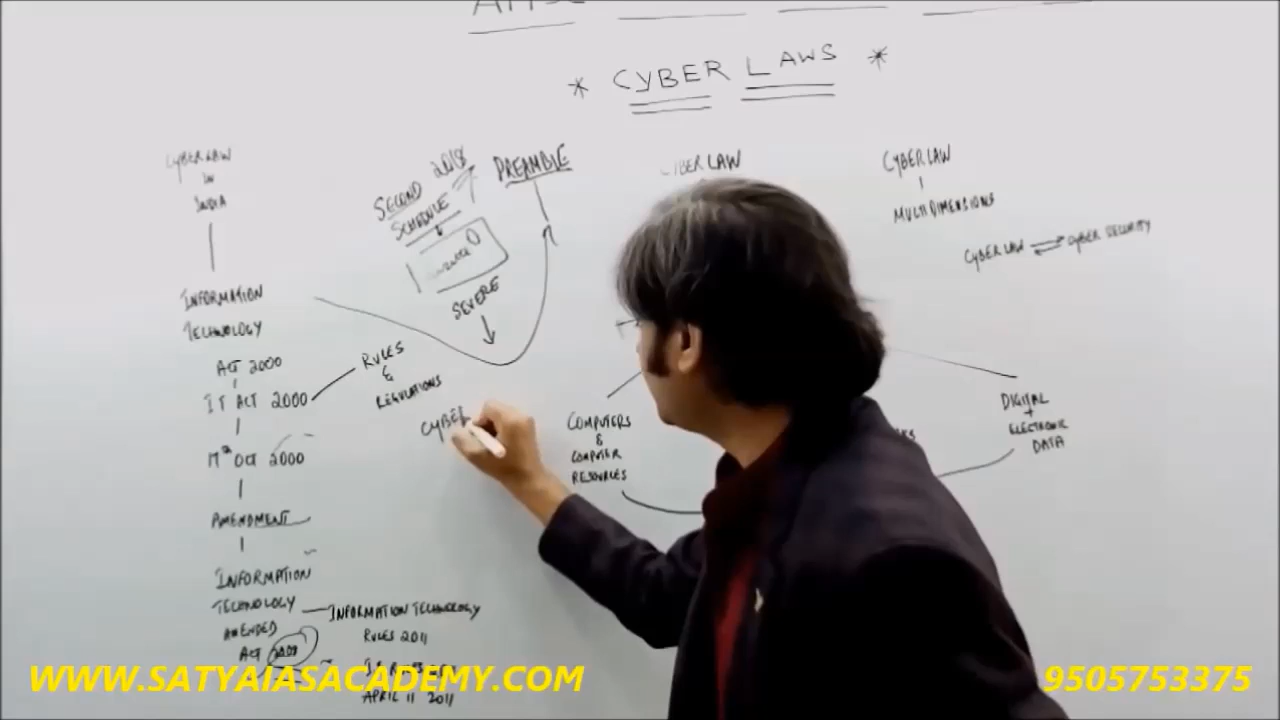 * CYBER LAWS *
CYBER LAW
IN
INDIA
INFORMATION
TECHNOLOGY
ACT 2000
IT ACT 2000
RULES
&
REGULATIONS
OCT 2000
AMENDMENT
INFORMATION
TECHNOLOGY
AMENDED
ACT 2008
INFORMATION TECHNOLOGY
RULES 2011
APRIL 11 2011
SECOND 2018
SCHEDULE
SEVERE
PREAMBLE
CYBER
CYBER LAW
COMPUTERS
&
COMPUTER
RESOURCES
CYBER LAW
MULTIDIMENSIONS
CYBER LAW
CYBER SECURITY
DIGITAL
+
ELECTRONIC
DATA
WWW.SATYAIASACADEMY.COM
9505753375